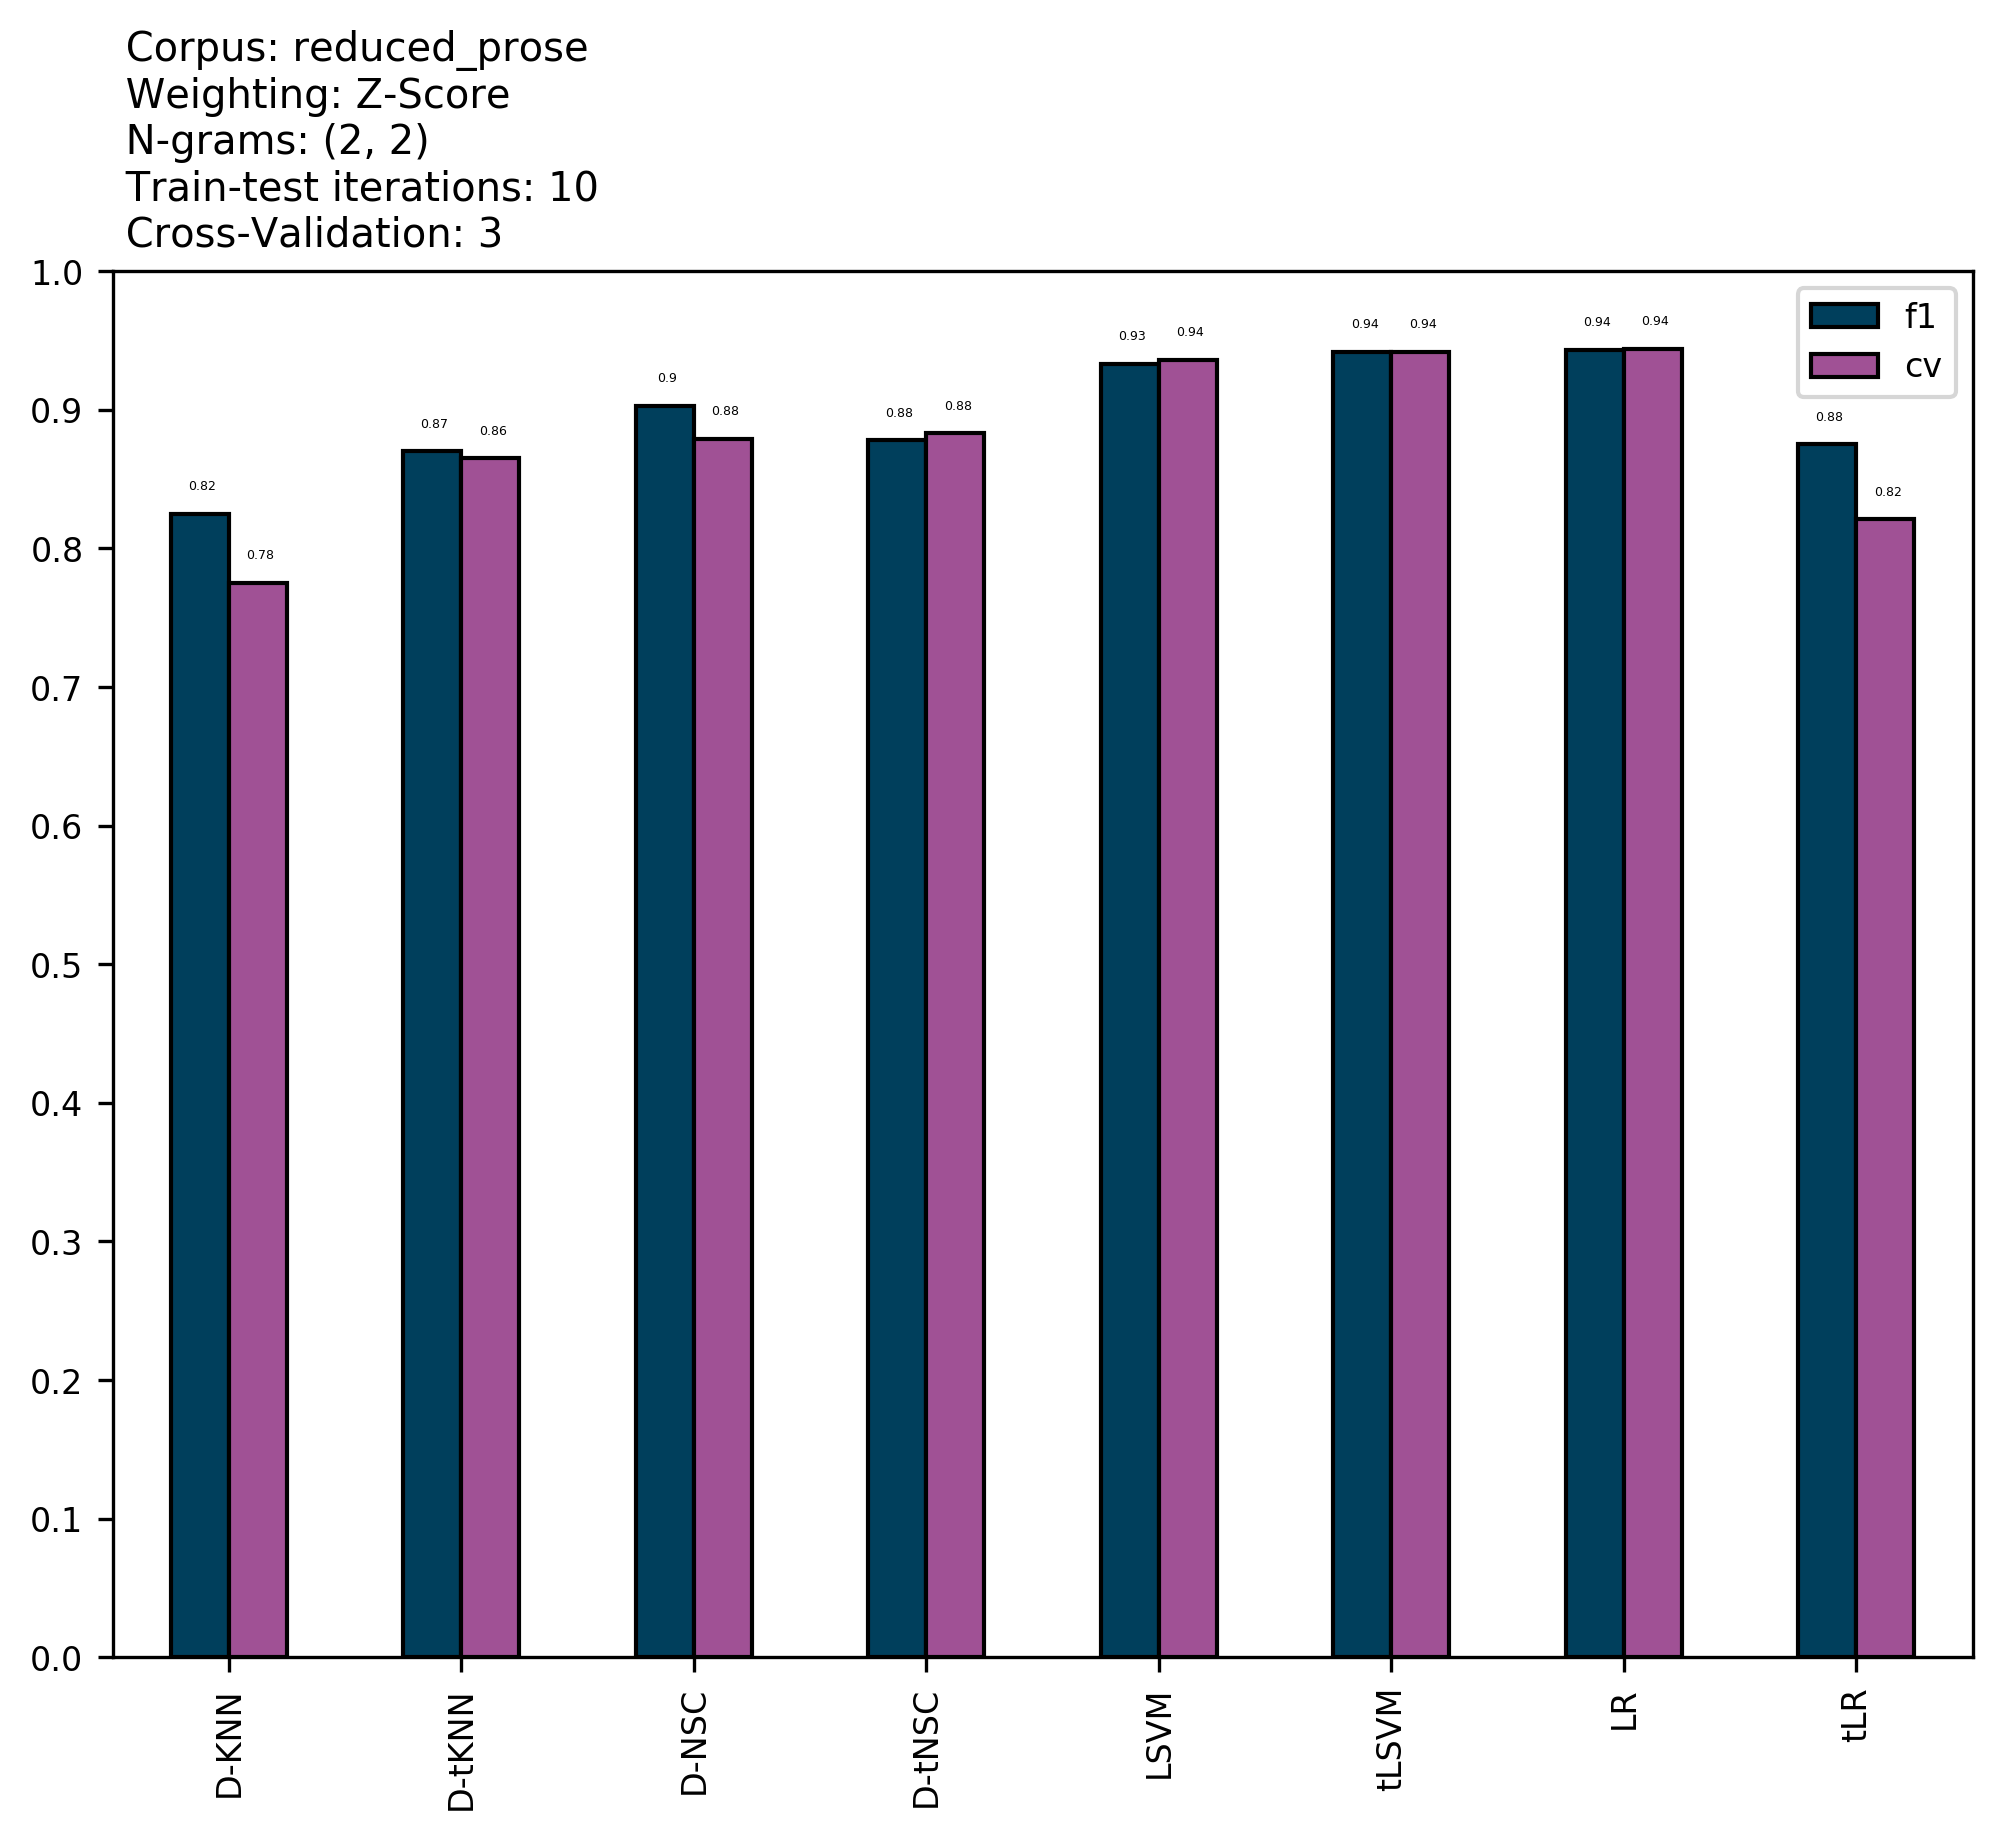 Corpus: reduced_prose
Weighting: Z-Score
N-grams: (2, 2)
Train-test iterations: 10
Cross-Validation: 3
1.0
0.9
0.8
0.7
0.6
0.5
0.4
0.3
0.2
0.1
0.0
f1
cv
0.82
0.78
0.87
0.86
0.9
0.88
0.88
0.88
0.93
0.94
0.94
0.94
0.94
0.94
0.88
0.82
D-KNN
D-tKNN
D-NSC
D-tNSC
LSVM
tLSVM
LR
tLR